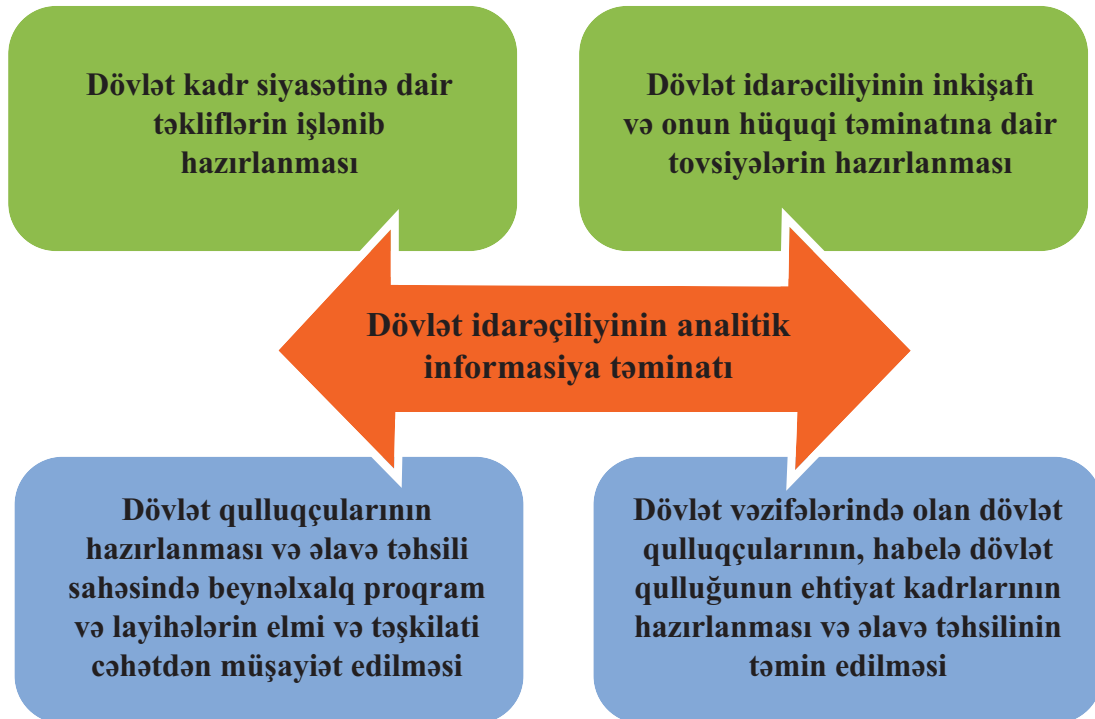 Dövlət kadr siyasətinə dair
təkliflərin işlənib
hazırlanması
Dövlət idarəciliyinin inkişafı
və onun hüquqi təminatına dair
tovsiyələrin hazırlanması
Dövlət idarəçiliyinin analitik
informasiya təminatı
Dövlət qulluqçularının
hazırlanması və əlavə təhsili
sahəsində beynəlxalq proqram
və layihələrin elmi və təşkilati
cəhətdən müşayiət edilməsi
Dövlət vəzifələrində olan dövlət
qulluqçularının, habelə dövlət
qulluğunun ehtiyat kadrlarının
hazırlanması və əlavə təhsilinin
təmin edilməsi